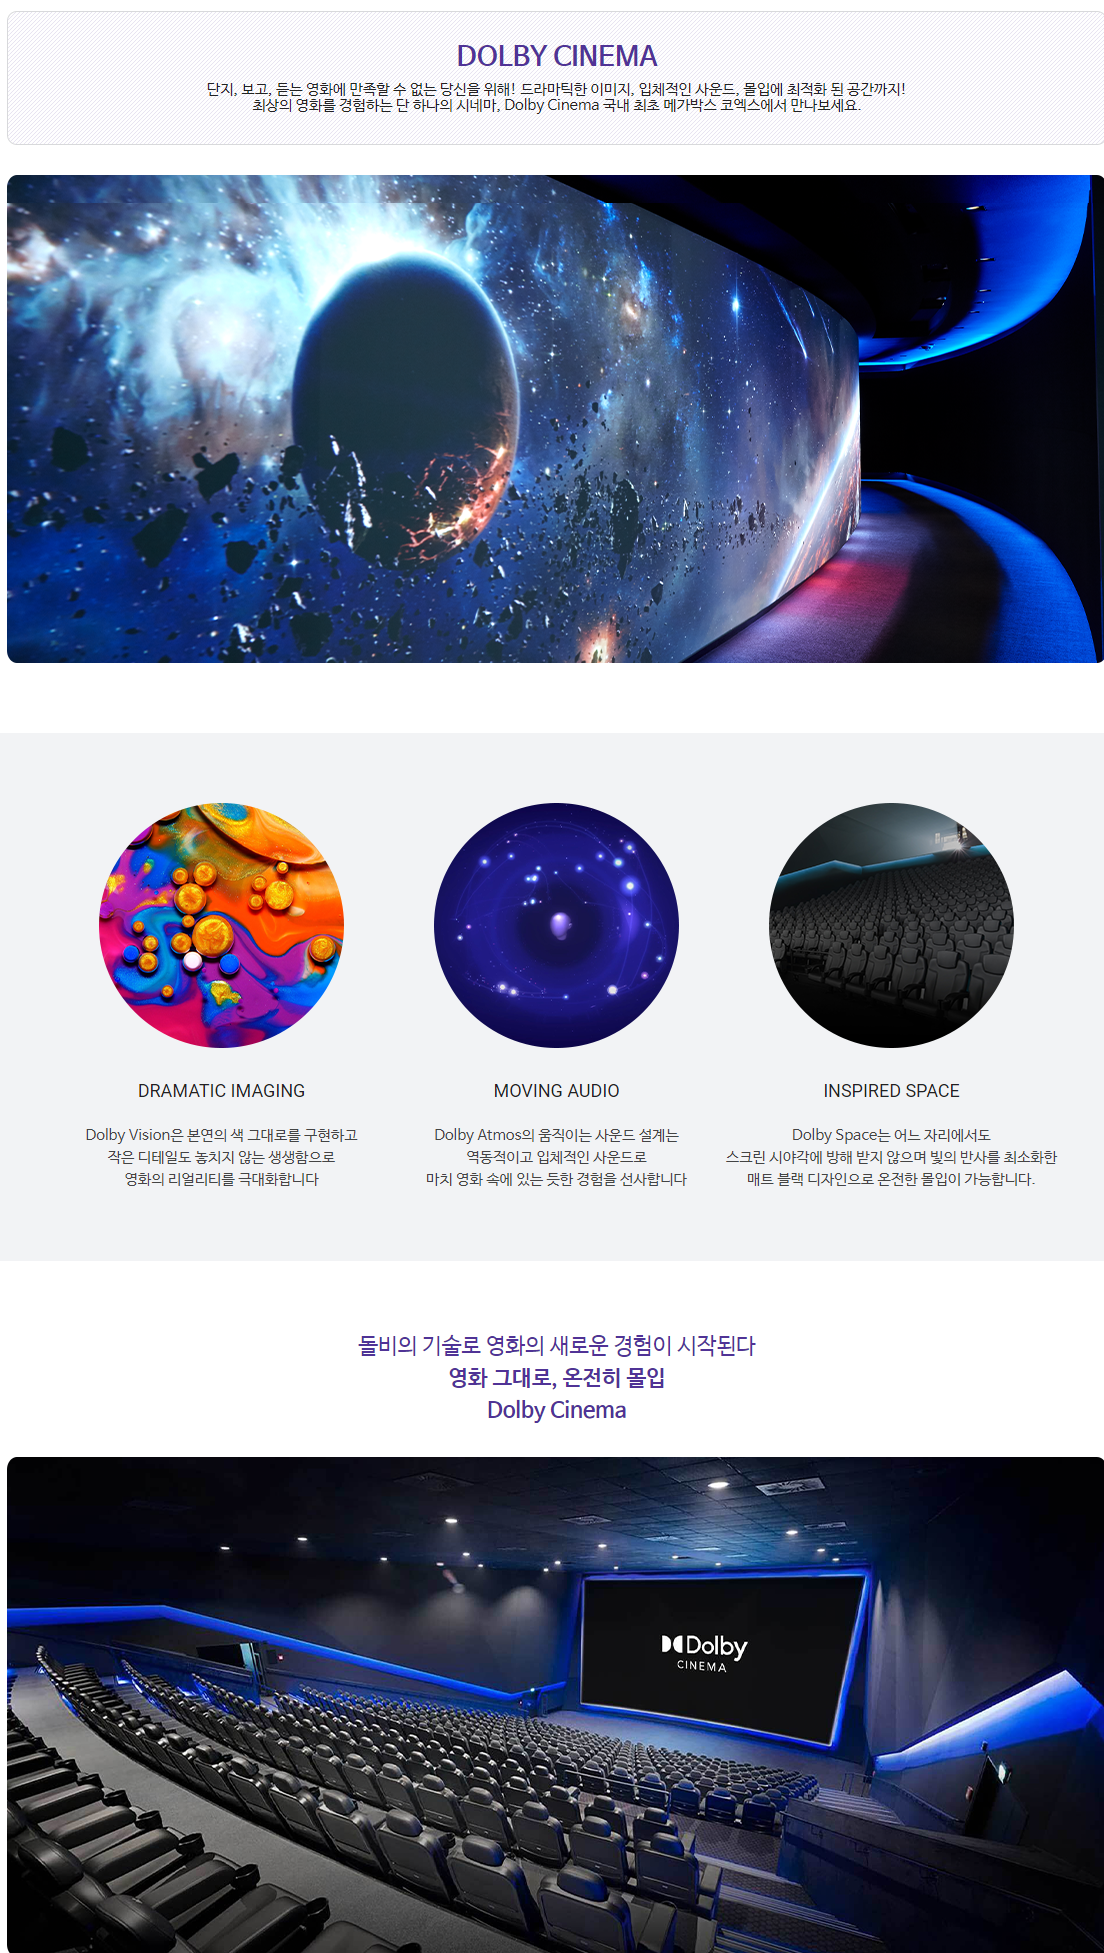 DOLBY CINEMA
단지, 보고, 듣는 영화에 만족할 수 없는 당신을 위해! 드라마틱한 이미지, 입체적인 사운드, 몰입에 최적화 된 공간까지!
최상의 영화를 경험하는 단 하나의 시네마, Dolby Cinema 국내 최초 메가박스 코엑스에서 만나보세요.
DRAMATIC IMAGING
Dolby Vision은 본연의 색 그대로를 구현하고
작은 디테일도 놓치지 않는 생생함으로
영화의 리얼리티를 극대화합니다
MOVING AUDIO
Dolby Atmos의 움직이는 사운드 설계는
역동적이고 입체적인 사운드로
마치 영화 속에 있는 듯한 경험을 선사합니다
INSPIRED SPACE
Dolby Space는 어느 자리에서도
스크린 시야각에 방해 받지 않으며 빛의 반사를 최소화한
매트 블랙 디자인으로 온전한 몰입이 가능합니다.
돌비의 기술로 영화의 새로운 경험이 시작된다
영화 그대로, 온전히 몰입
Dolby Cinema
Dolby
CINEMA